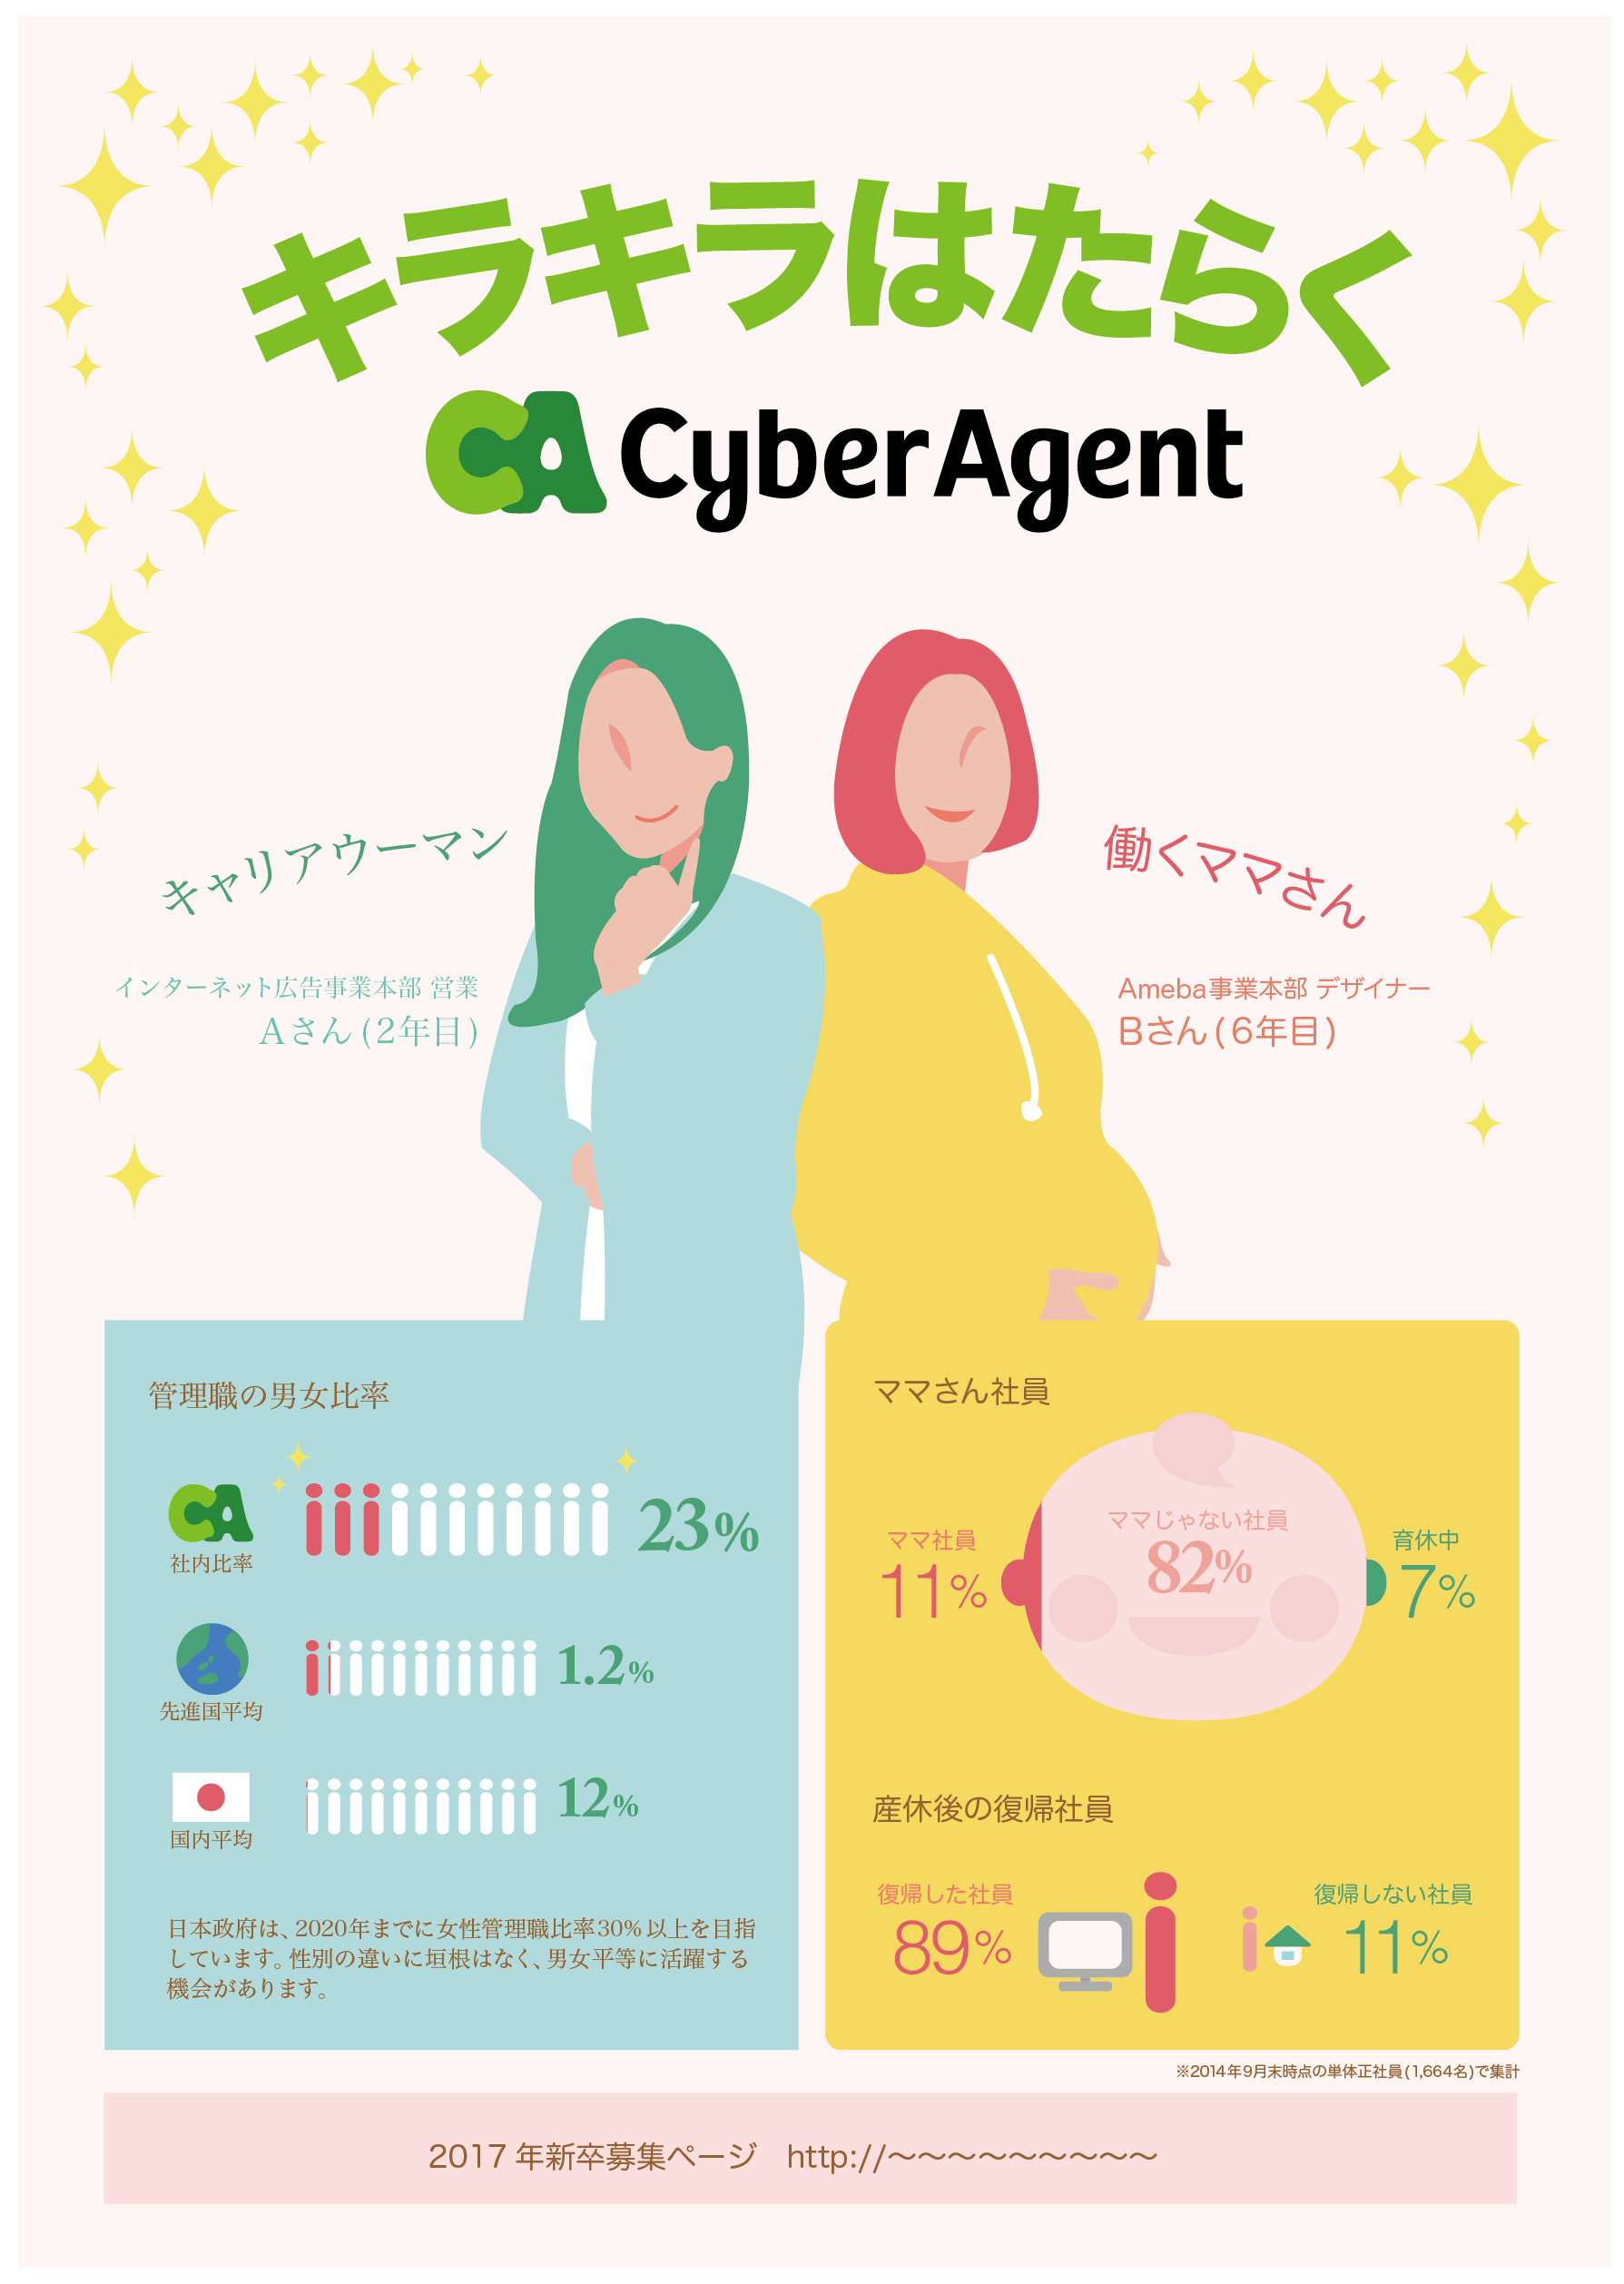 キラキラはたらく
CA CyberAgent
キャリアウーマン
インターネット広告事業本部 営業
Aさん(2年目)
働くママさん
Ameba事業本部 デザイナー
Bさん(6年目)
管理職の男女比率
CA
社内比率
23%
先進国平均
1.2%
国内平均
12%
日本政府は、2020年までに女性管理職比率30%以上を目指
しています。性別の違いに垣根はなく、男女平等に活躍する
機会があります。
ママさん社員
ママ社員
11%
ママじゃない社員
82%
育休中
7%
産休後の復帰社員
復帰した社員
89%
復帰しない社員
11%
※2014年9月末時点の単体正社員(1,664名)で集計
2017年新卒募集ページ http://〜〜〜〜〜〜〜〜〜